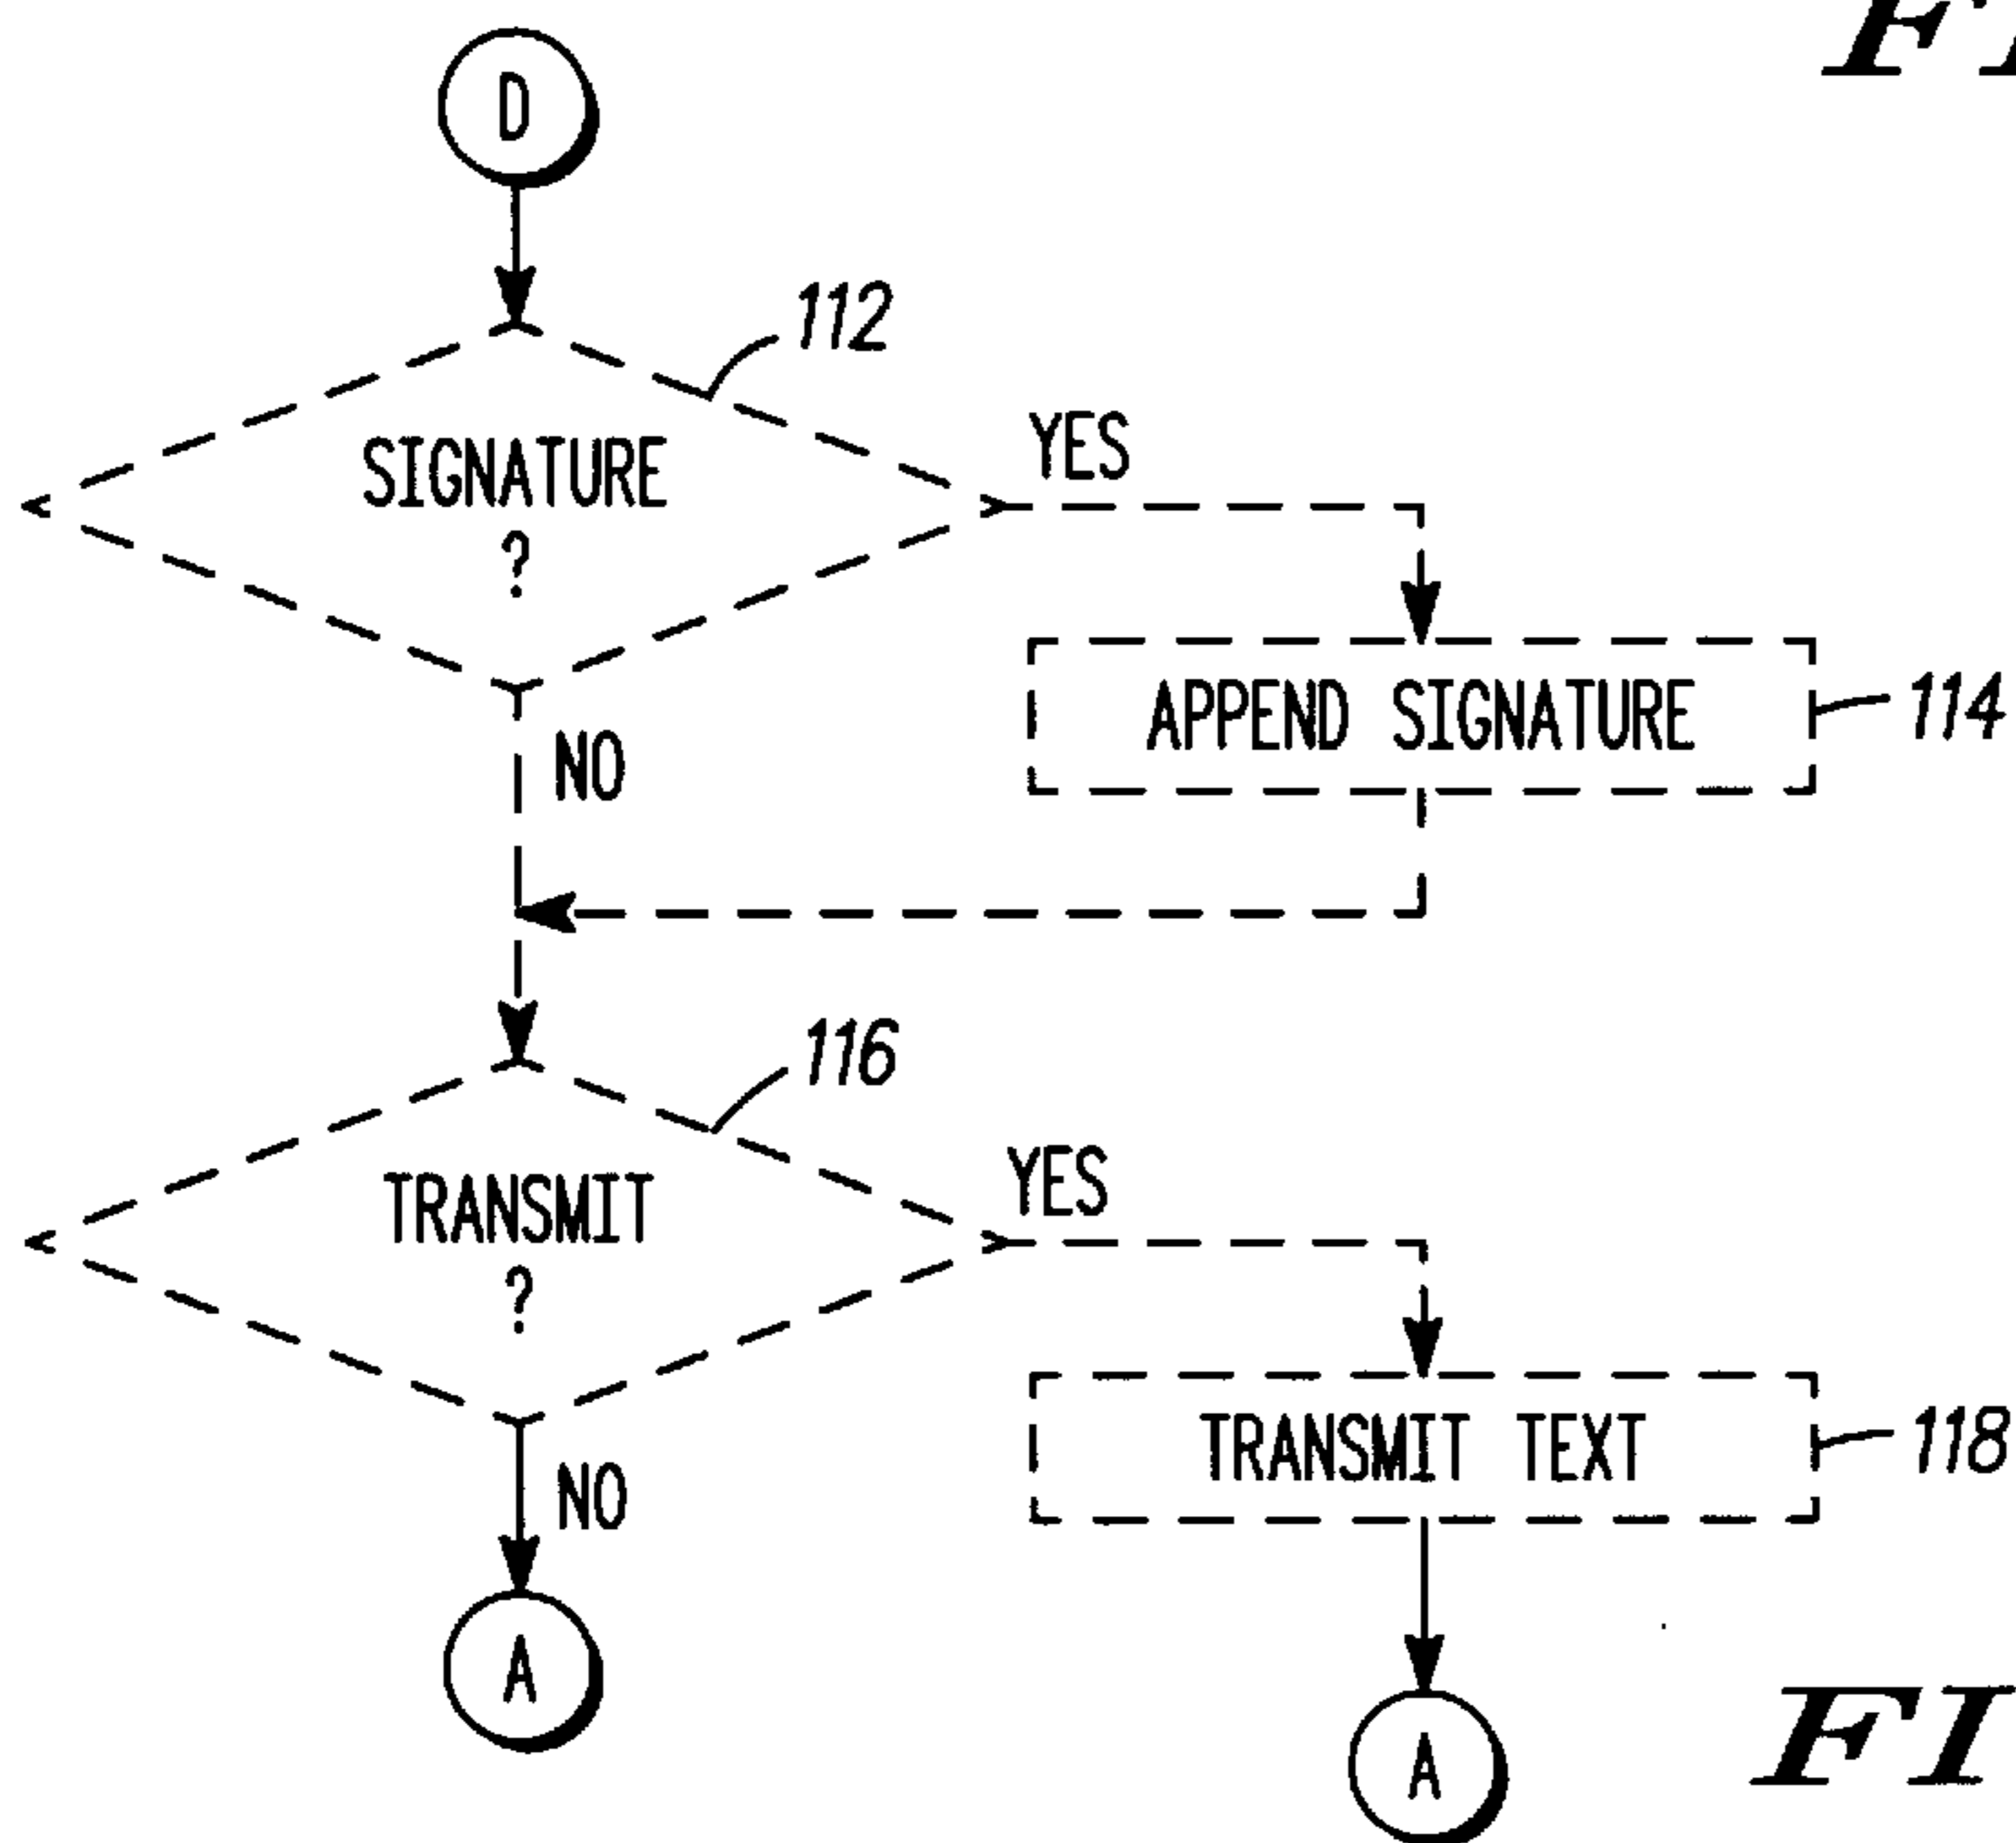 D
112
SIGNATURE
?
YES
APPEND SIGNATURE
114
NO
116
TRANSMIT
?
YES
TRANSMIT TEXT
118
NO
A
A